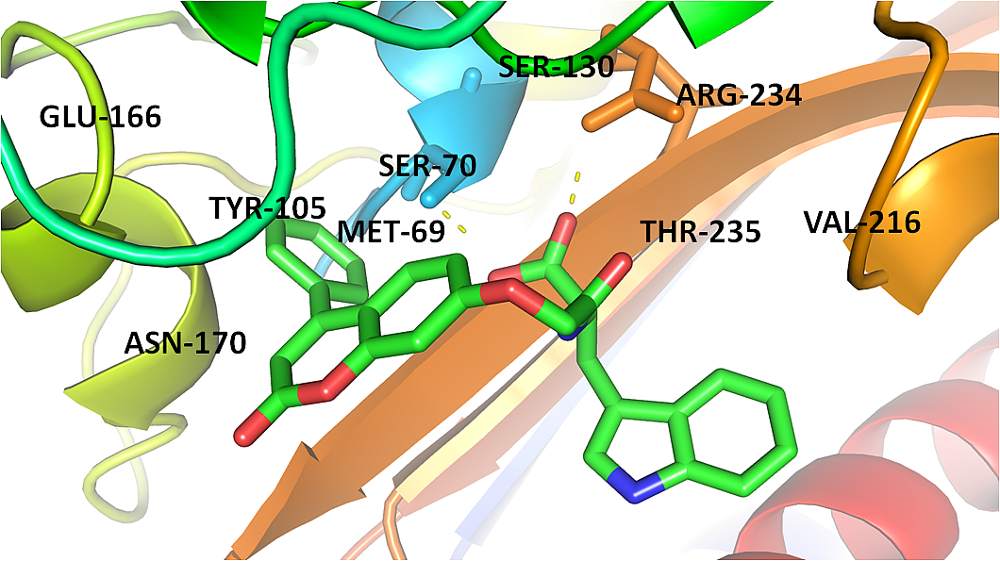 SER-130
ARG-234
GLU-166
SER-70
TYR-105
MET-69
THR-235
VAL-216
ASN-170